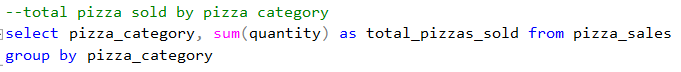 --total pizza sold by pizza category
select pizza_category, sum(quantity) as total_pizzas_sold from pizza_sales
group by pizza_category